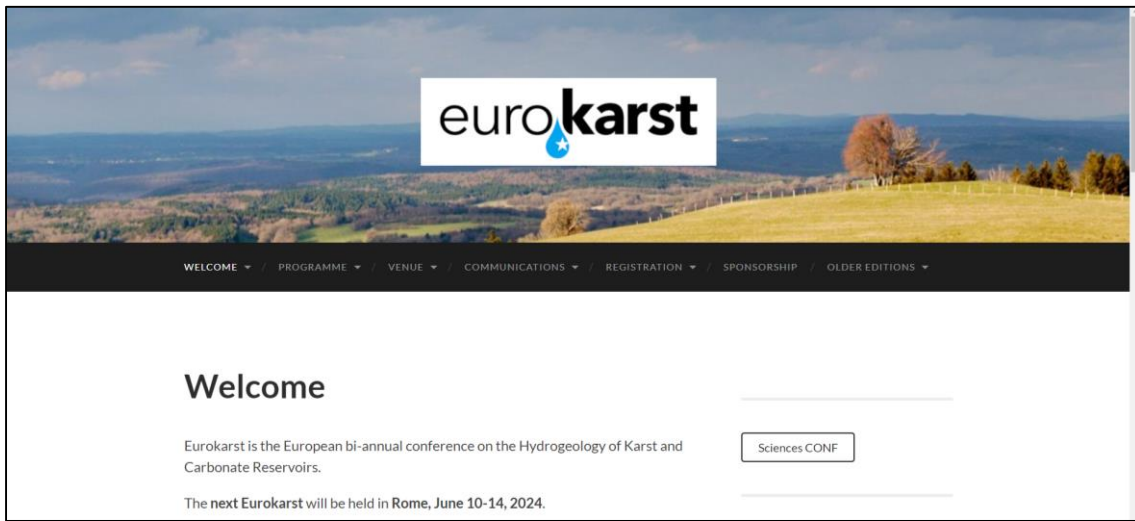 eurokarst
WELCOME / PROGRAMME / VENUE / COMMUNICATIONS / REGISTRATION / SPONSORSHIP / OLDER EDITIONS
Welcome
Eurokarst is the European bi-annual conference on the Hydrogeology of Karst and
Carbonate Reservoirs.
The next Eurokarst will be held in Rome, June 10-14, 2024.
Sciences CONF